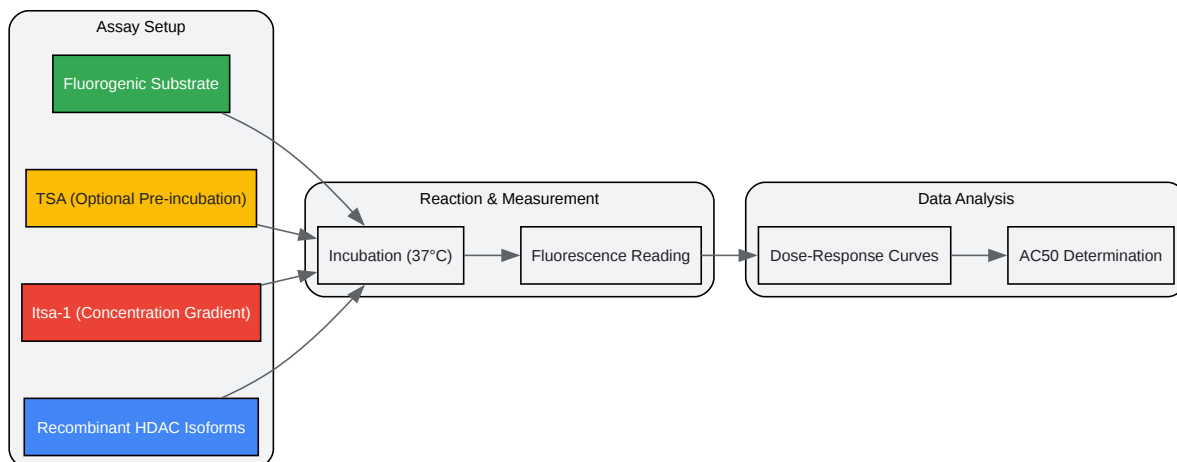 Assay Setup
Fluorogenic Substrate
TSA (Optional Pre-incubation)
Itsa-1 (Concentration Gradient)
Recombinant HDAC Isoforms
Reaction & Measurement
Incubation (37°C)
Fluorescence Reading
Data Analysis
Dose-Response Curves
AC50 Determination